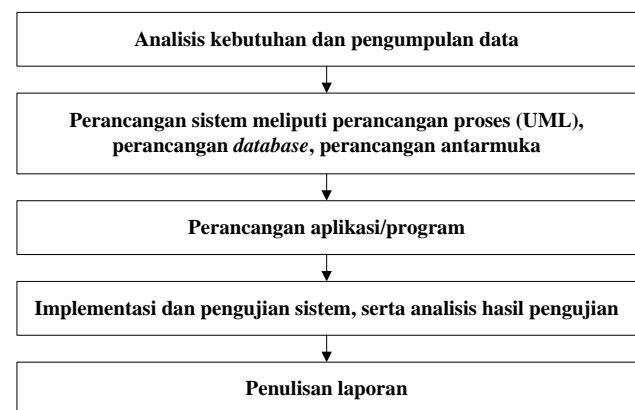 Analisis kebutuhan dan pengumpulan data
Perancangan sistem meliputi perancangan proses (UML),
perancangan database, perancangan antarmuka
Perancangan aplikasi/program
Implementasi dan pengujian sistem, serta analisis hasil pengujian
Penulisan laporan